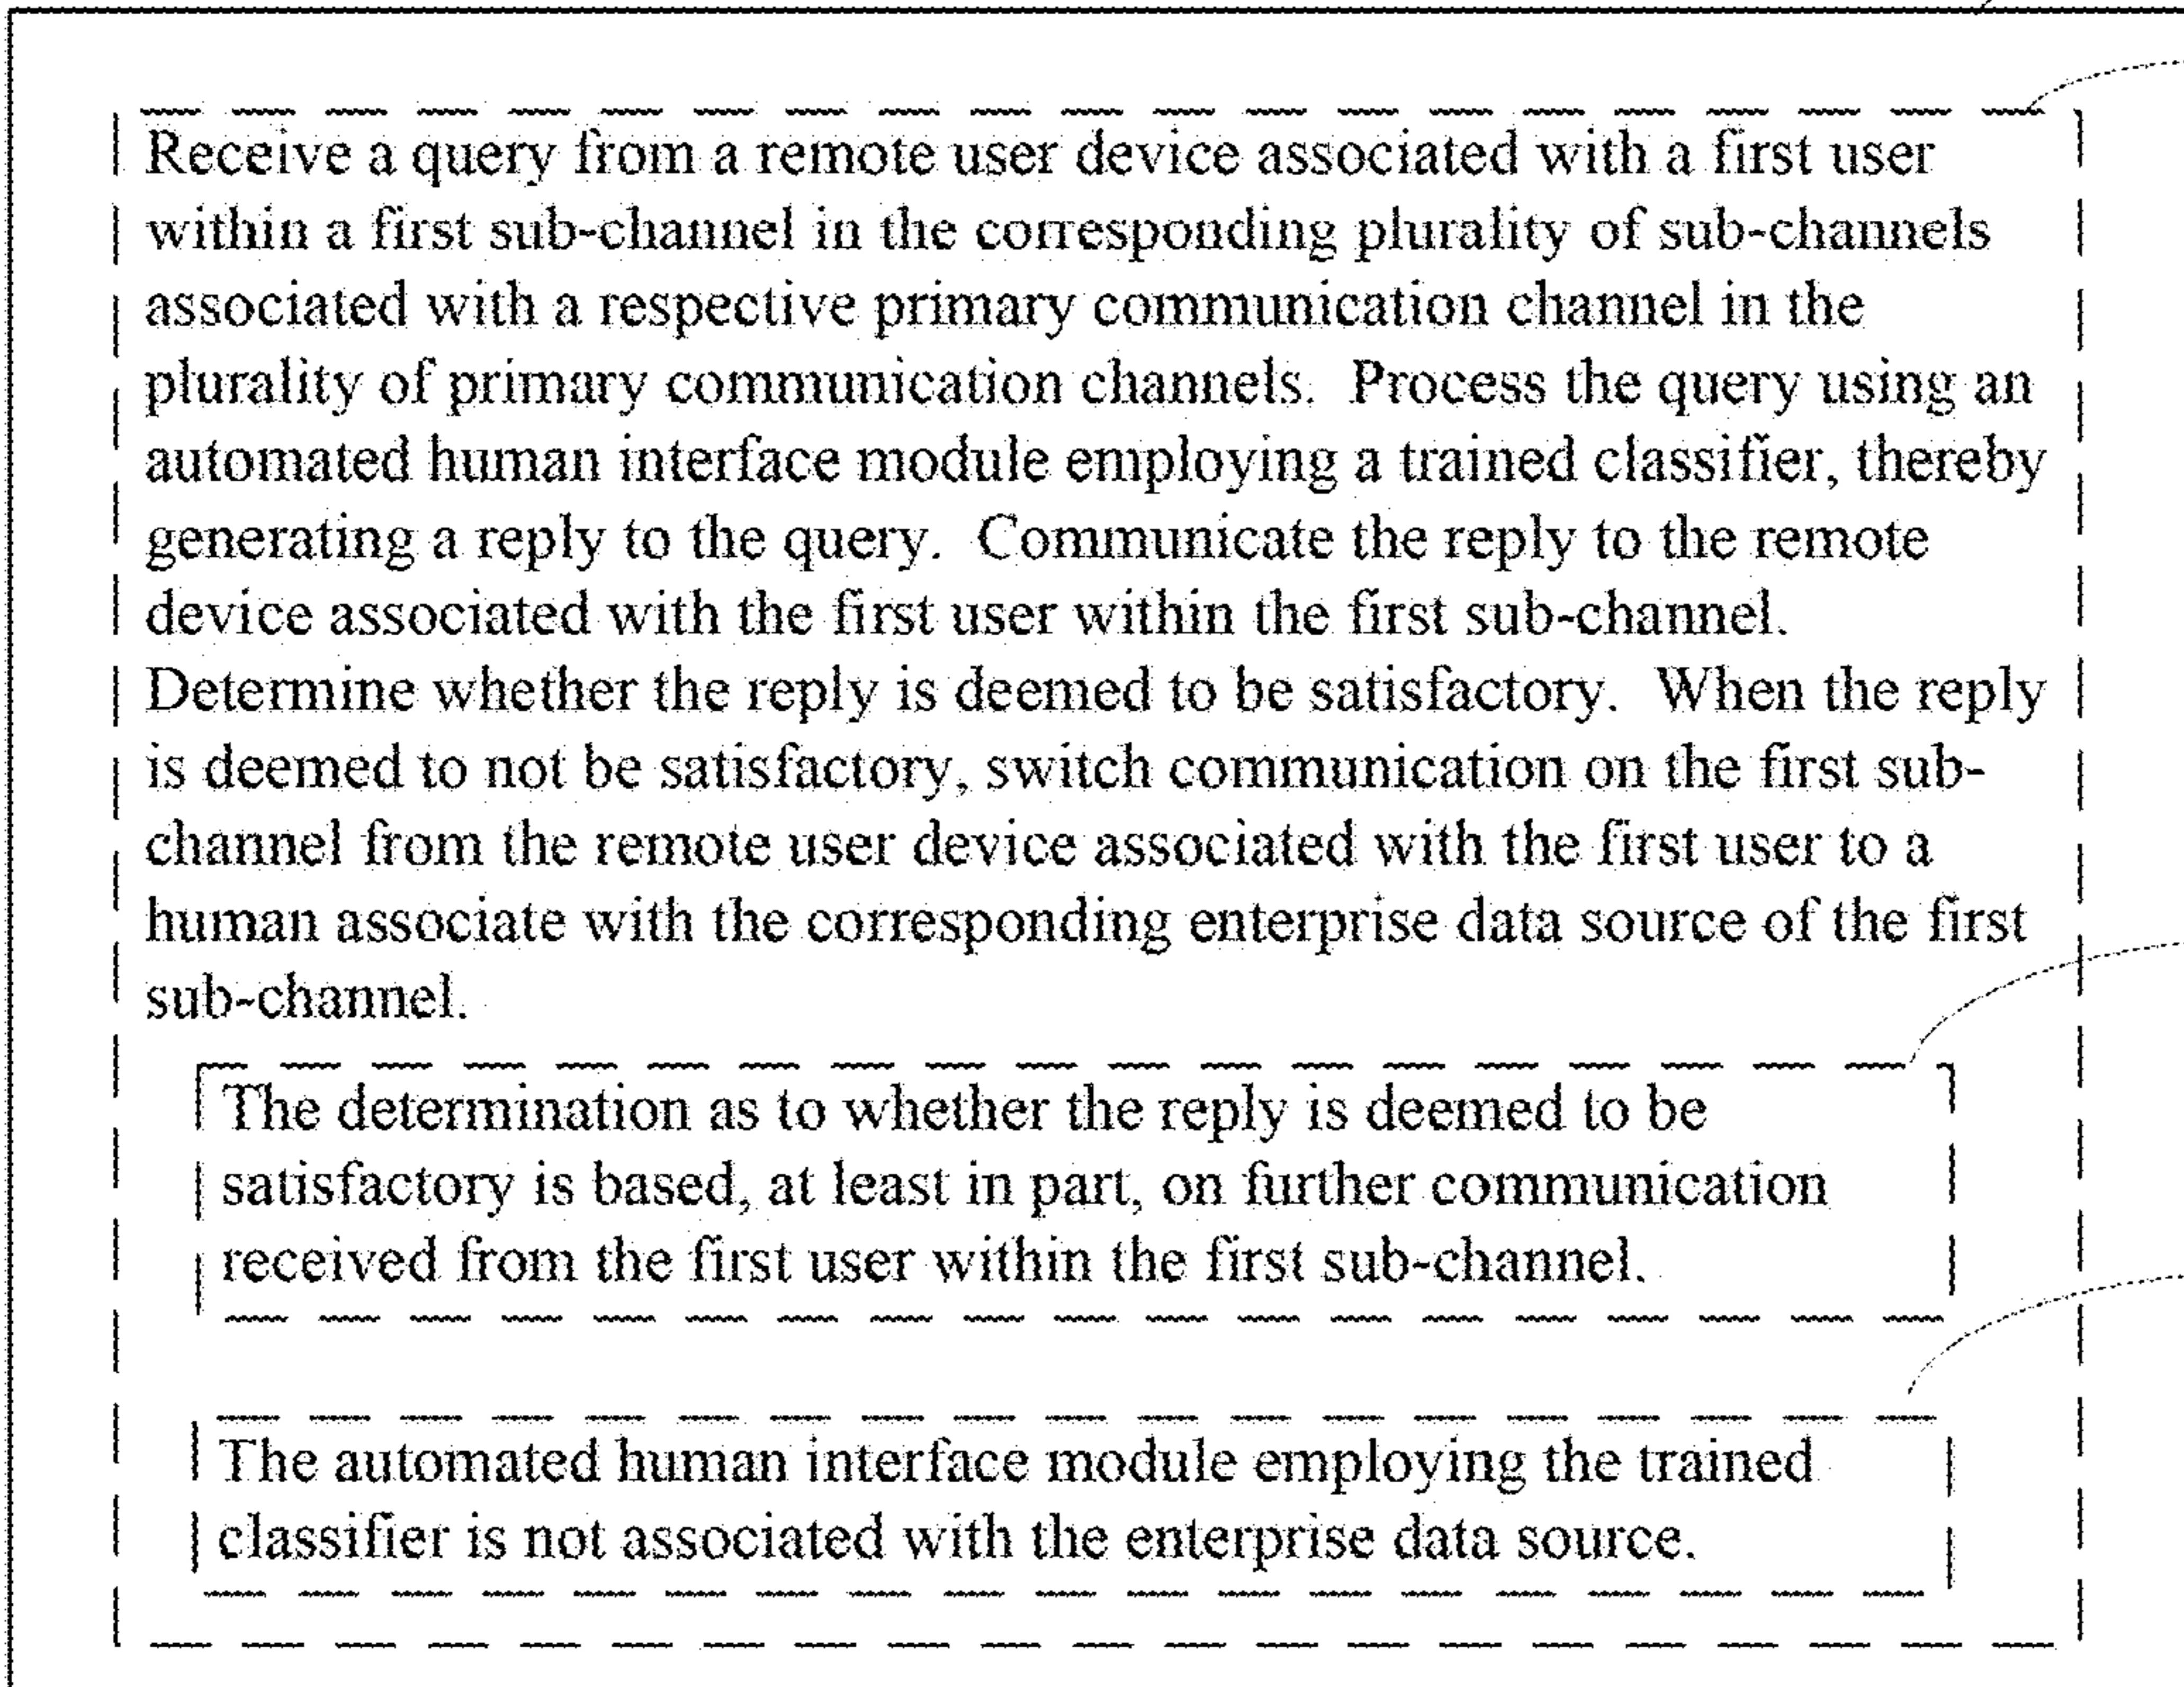 Receive a query from a remote user device associated with a first user
within a first sub-channel in the corresponding plurality of sub-channels
associated with a respective primary communication channel in the
plurality of primary communication channels.  Process the query using an
automated human interface module employing a trained classifier, thereby
generating a reply to the query.  Communicate the reply to the remote
device associated with the first user within the first sub-channel.
Determine whether the reply is deemed to be satisfactory.  When the reply
is deemed to not be satisfactory, switch communication on the first sub-
channel from the remote user device associated with the first user to a
human associate with the corresponding enterprise data source of the first
sub-channel.
The determination as to whether the reply is deemed to be
satisfactory is based, at least in part, on further communication
received from the first user within the first sub-channel.
The automated human interface module employing the trained
classifier is not associated with the enterprise data source.